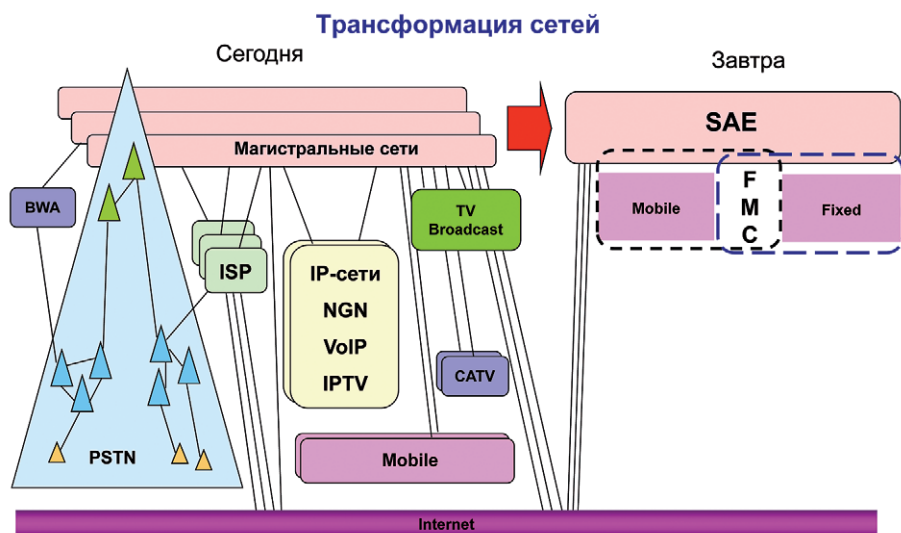 Трансформация сетей
Сегодня
Завтра
Магистральные сети
SAE
BWA
TV
Broadcast
ISP
IP-сети
NGN
VoIP
IPTV
CATV
Mobile
PSTN
Mobile
F
M
C
Fixed
Internet